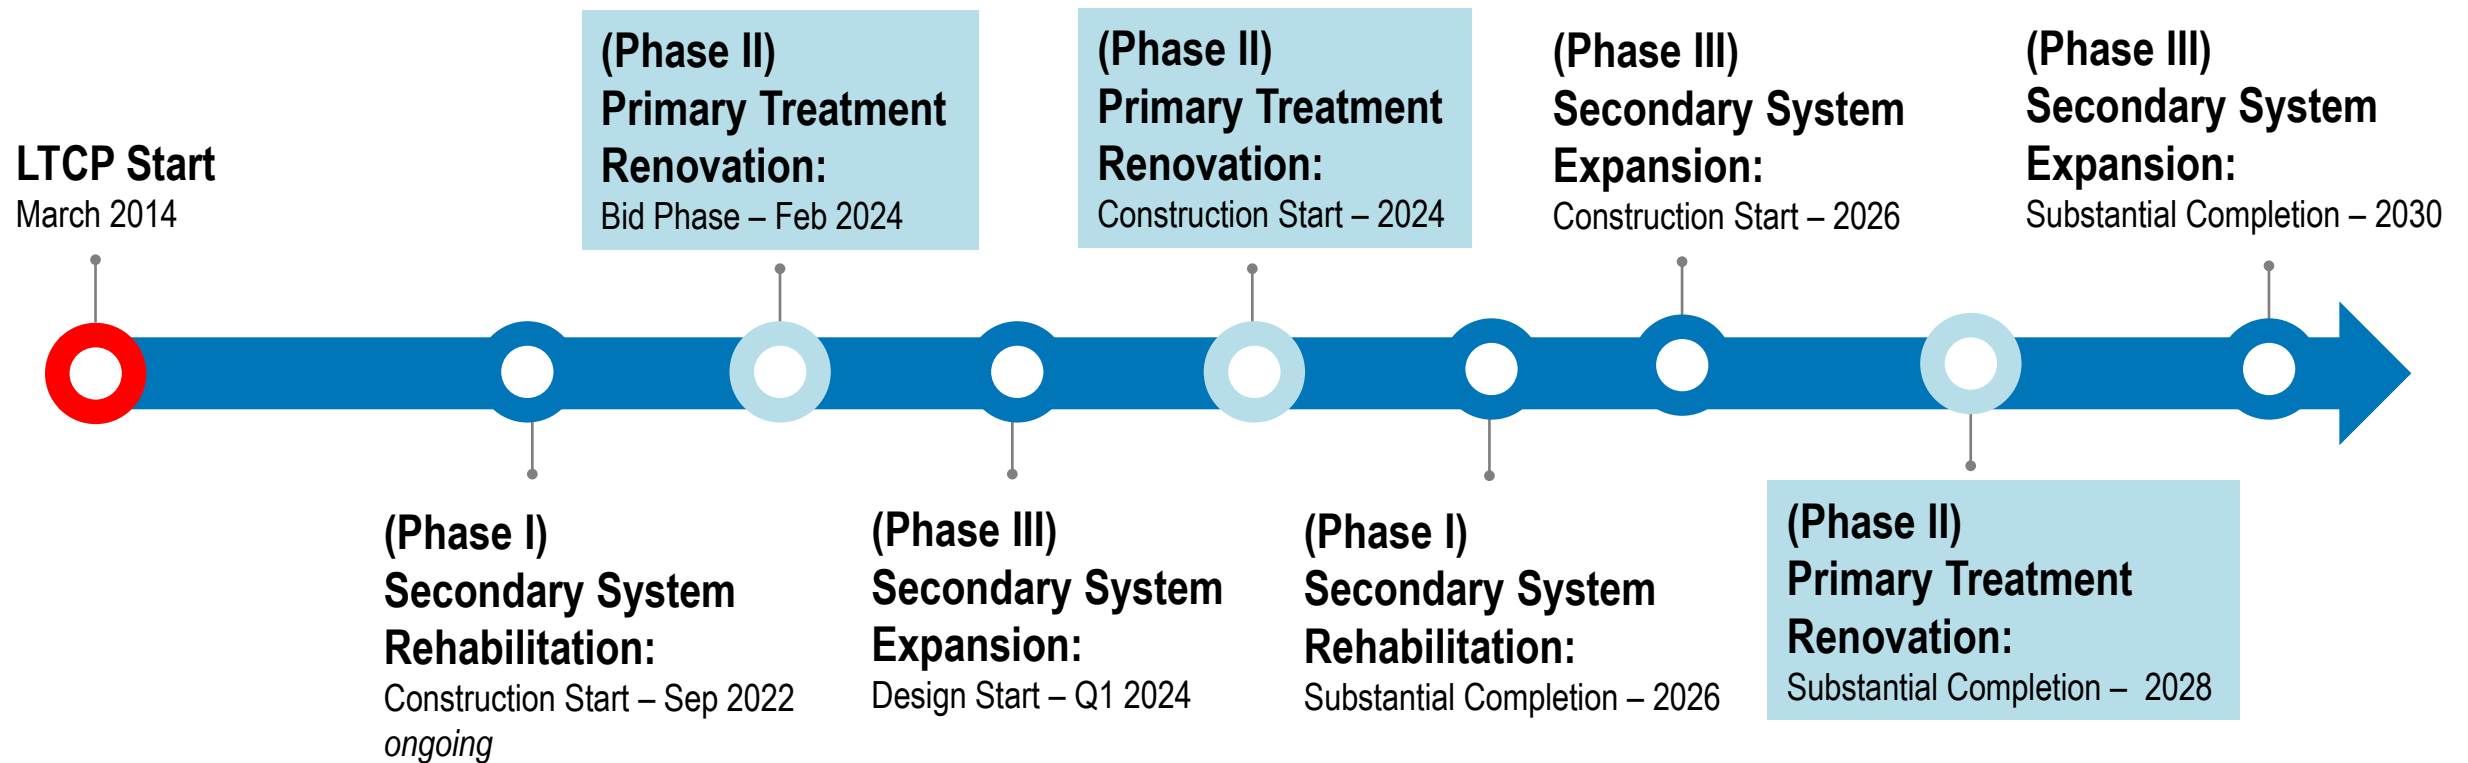 LTCP Start
March 2014
(Phase I)
Secondary System
Rehabilitation:
Construction Start – Sep 2022
ongoing
(Phase II)
Primary Treatment
Renovation:
Bid Phase – Feb 2024
(Phase III)
Secondary System
Expansion:
Design Start – Q1 2024
(Phase II)
Primary Treatment
Renovation:
Construction Start – 2024
(Phase I)
Secondary System
Rehabilitation:
Substantial Completion – 2026
(Phase III)
Secondary System
Expansion:
Construction Start – 2026
(Phase II)
Primary Treatment
Renovation:
Substantial Completion –  2028
(Phase III)
Secondary System
Expansion:
Substantial Completion – 2030